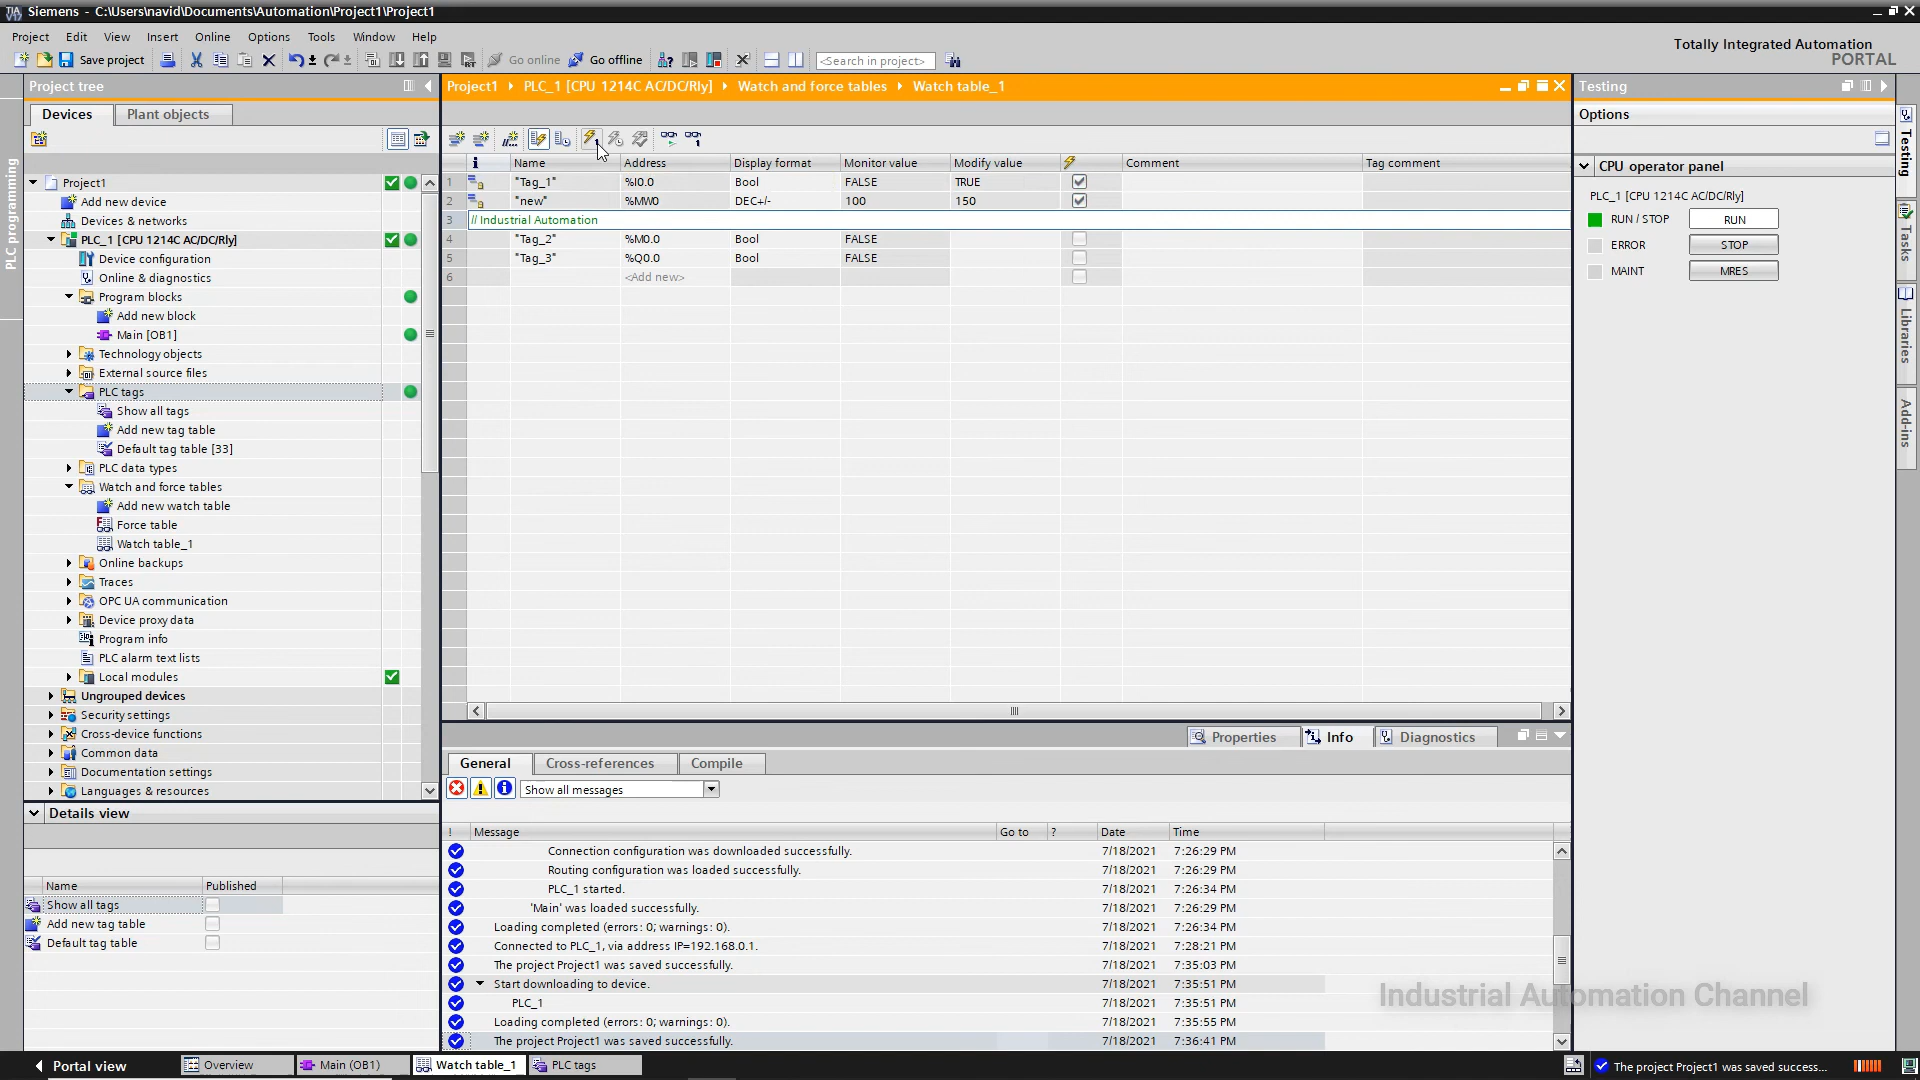 Siemens - C:\Users\navid\Documents\Automation\Project1\Project1
Project Edit View Insert Online Options Tools Window Help
Totally Integrated Automation
PORTAL
Save project Go online Go offline <Search in project>
Project tree
Devices Plant objects
Project1
Add new device
Devices & networks
PLC_1 [CPU 1214C AC/DC/Rly]
Device configuration
Online & diagnostics
Program blocks
Add new block
Main [OB1]
Technology objects
External source files
PLC tags
Show all tags
Add new tag table
Default tag table [33]
PLC data types
Watch and force tables
Add new watch table
Force table
Watch table_1
Online backups
Traces
OPC UA communication
Device proxy data
Program info
PLC alarm text lists
Local modules
Ungrouped devices
Security settings
Cross-device functions
Common data
Documentation settings
Languages & resources
PLC programming
Details view
Name Published
Show all tags
Add new tag table
Default tag table
Project1 PLC_1 [CPU 1214C AC/DC/Rly] Watch and force tables Watch table_1
i Name Address Display format Monitor value Modify value Comment Tag comment
1 "Tag_1" %I0.0 Bool FALSE TRUE
2 "new" %MW0 DEC+/- 100 150
3 // Industrial Automation
4 "Tag_2" %M0.0 Bool FALSE
5 "Tag_3" %Q0.0 Bool FALSE
6 <Add new>
Properties Info Diagnostics
General Cross-references Compile
Show all messages
! Message Go to ? Date Time
Connection configuration was downloaded successfully. 7/18/2021 7:26:29 PM
Routing configuration was loaded successfully. 7/18/2021 7:26:29 PM
PLC_1 started. 7/18/2021 7:26:34 PM
'Main' was loaded successfully. 7/18/2021 7:26:29 PM
Loading completed (errors: 0; warnings: 0). 7/18/2021 7:26:34 PM
Connected to PLC_1, via address IP=192.168.0.1. 7/18/2021 7:28:21 PM
The project Project1 was saved successfully. 7/18/2021 7:35:03 PM
Start downloading to device. 7/18/2021 7:35:51 PM
PLC_1 7/18/2021 7:35:51 PM
Loading completed (errors: 0; warnings: 0). 7/18/2021 7:35:55 PM
The project Project1 was saved successfully. 7/18/2021 7:36:41 PM
Testing
Options
CPU operator panel
PLC_1 [CPU 1214C AC/DC/Rly]
RUN / STOP RUN
ERROR STOP
MAINT MRES
Testing
Tasks
Libraries
Add-ins
Industrial Automation Channel
Portal view Overview Main (OB1) Watch table_1 PLC tags
The project Project1 was saved success...